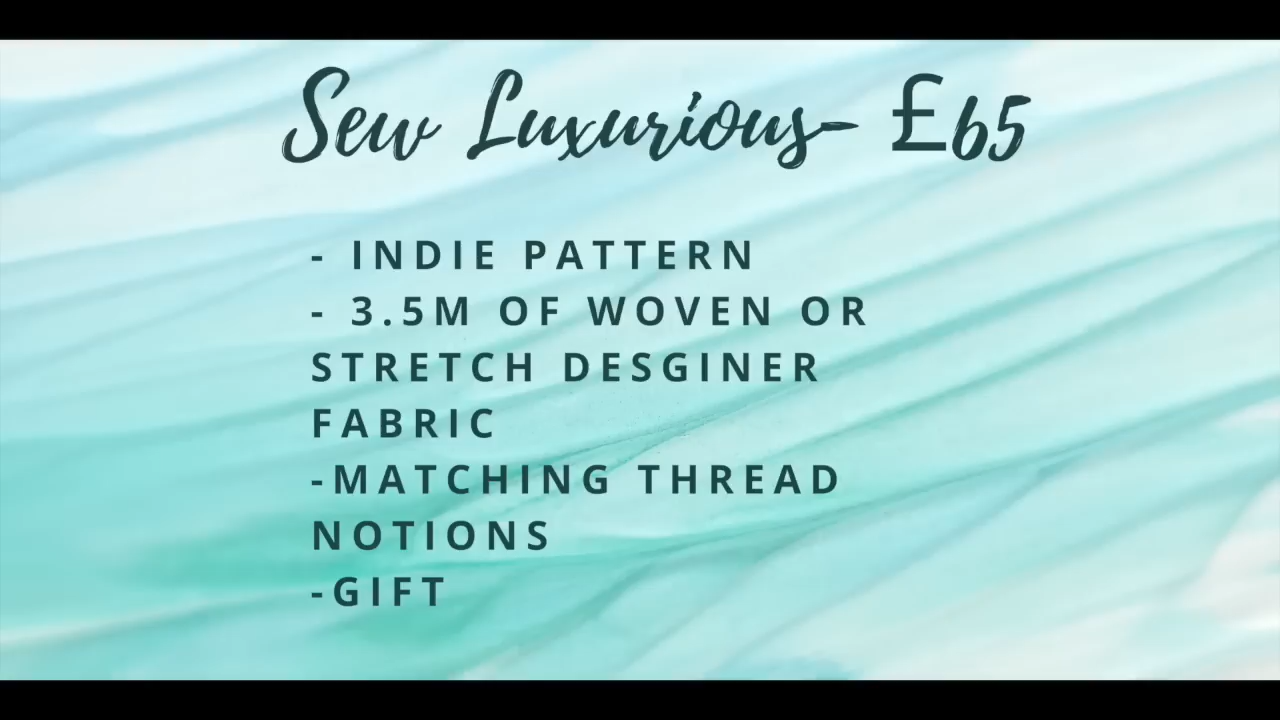 Sew Luxurious- £65
- INDIE PATTERN
- 3.5M OF WOVEN OR
STRETCH DESGINER
FABRIC
-MATCHING THREAD
NOTIONS
-GIFT